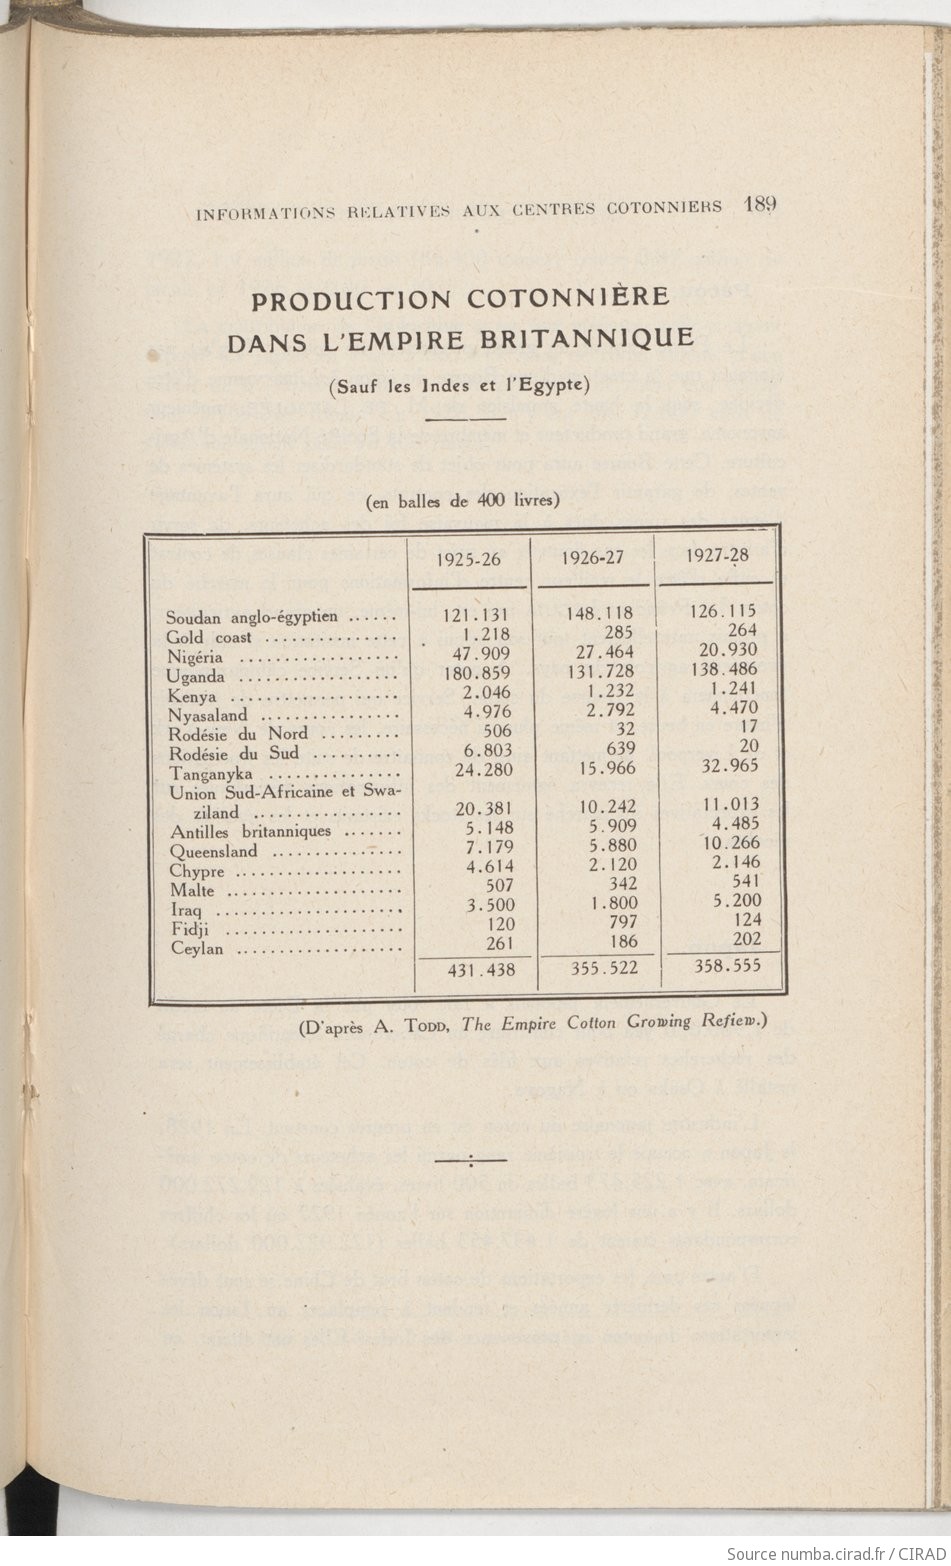 INFORMATIONS RELATIVES AUX CENTRES COTONNIERS 189
PRODUCTION COTONNIÈRE
DANS L'EMPIRE BRITANNIQUE
(Sauf les Indes et l'Egypte)
(en balles de 400 livres)
1925-26 1926-27 1927-28
Soudan anglo-égyptien ...... 121.131 148.118 126.115
Gold coast ............... 1.218 285 264
Nigéria .................. 47.909 27.464 20.930
Uganda .................. 180.859 131.728 138.486
Kenya ................... 2.046 1.232 1.241
Nyasaland ................ 4.976 2.792 4.470
Rodésie du Nord ......... 506 32 17
Rodésie du Sud .......... 6.803 639 20
Tanganyka ............... 24.280 15.966 32.965
Union Sud-Africaine et Swa-
ziland ................. 20.381 10.242 11.013
Antilles britanniques ....... 5.148 5.909 4.485
Queensland ............... 7.179 5.880 10.266
Chypre ................... 4.614 2.120 2.146
Malte .................... 507 342 541
Iraq ...................... 3.500 1.800 5.200
Fidji ..................... 120 797 124
Ceylan ................... 261 186 202
431.438 355.522 358.555
(D'après A. TODD, The Empire Cotton Growing Refiew.)
Source numba.cirad.fr / CIRAD